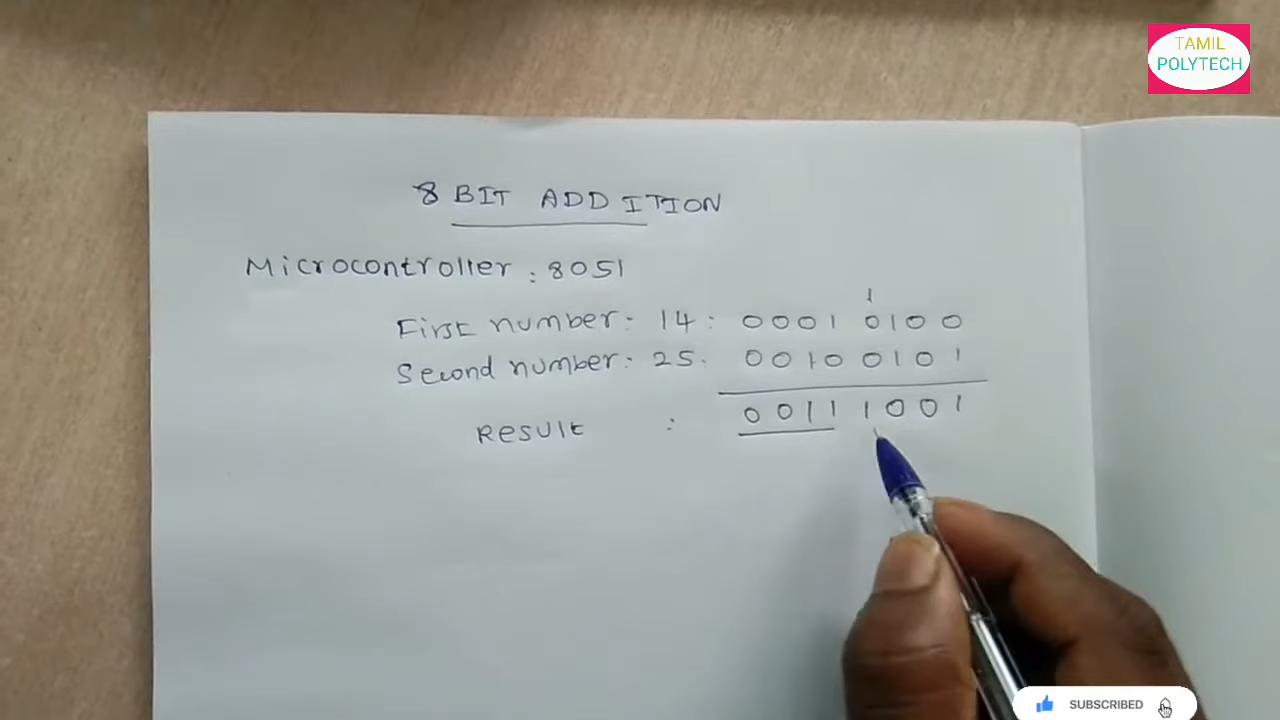 TAMIL
POLYTECH
8 BIT ADDITION
Microcontroller : 8051
1
First number:- 14 : 0001 0100
Second number:- 25. 0010 0101
Result : 0011 1001
SUBSCRIBED